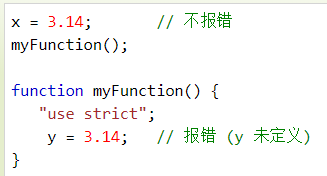 x = 3.14;       // 不报错
myFunction();
function myFunction() {
   "use strict";
    y = 3.14;   // 报错 (y 未定义)
}